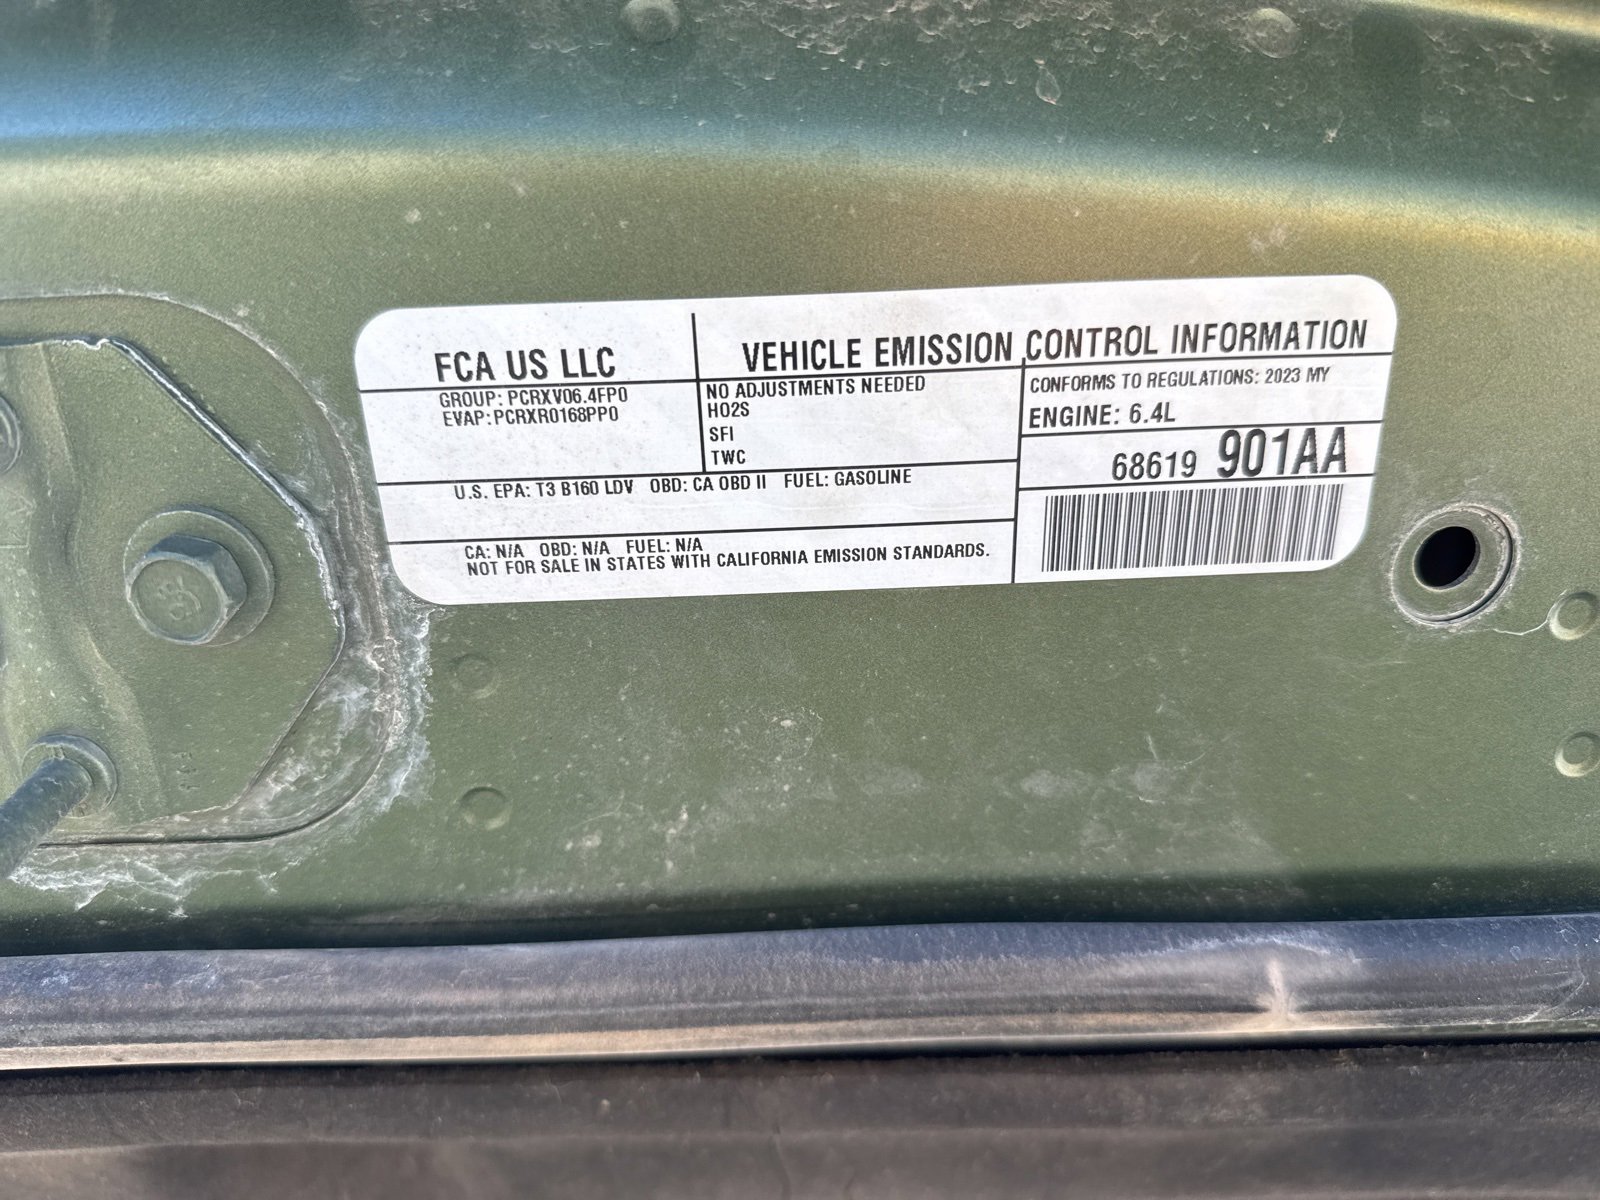 FCA US LLC
GROUP: PCRXV06.4FP0
EVAP: PCRXR0168PP0
VEHICLE EMISSION CONTROL INFORMATION
NO ADJUSTMENTS NEEDED
HO2S
SFI
TWC
CONFORMS TO REGULATIONS: 2023 MY
ENGINE: 6.4L
68619 901AA
U.S. EPA: T3 B160 LDV OBD: CA OBD II FUEL: GASOLINE
CA: N/A OBD: N/A FUEL: N/A
NOT FOR SALE IN STATES WITH CALIFORNIA EMISSION STANDARDS.